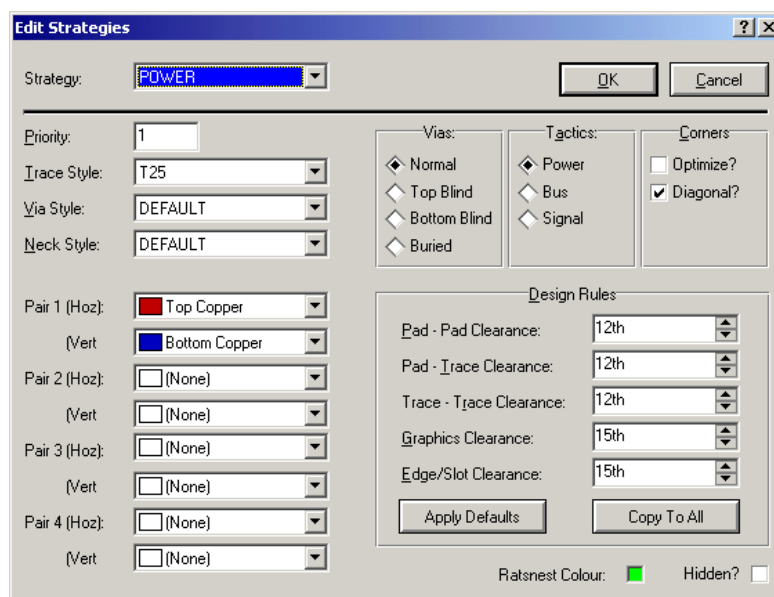 Edit Strategies
Strategy: POWER OK Cancel
Priority: 1
Trace Style: T25
Via Style: DEFAULT
Neck Style: DEFAULT
Vias:
Normal
Top Blind
Bottom Blind
Buried
Tactics:
Power
Bus
Signal
Corners
Optimize?
Diagonal?
Pair 1 (Hoz): Top Copper
(Vert Bottom Copper
Pair 2 (Hoz): (None)
(Vert (None)
Pair 3 (Hoz): (None)
(Vert (None)
Pair 4 (Hoz): (None)
(Vert (None)
Design Rules
Pad - Pad Clearance: 12th
Pad - Trace Clearance: 12th
Trace - Trace Clearance: 12th
Graphics Clearance: 15th
Edge/Slot Clearance: 15th
Apply Defaults Copy To All
Ratsnest Colour: Hidden?